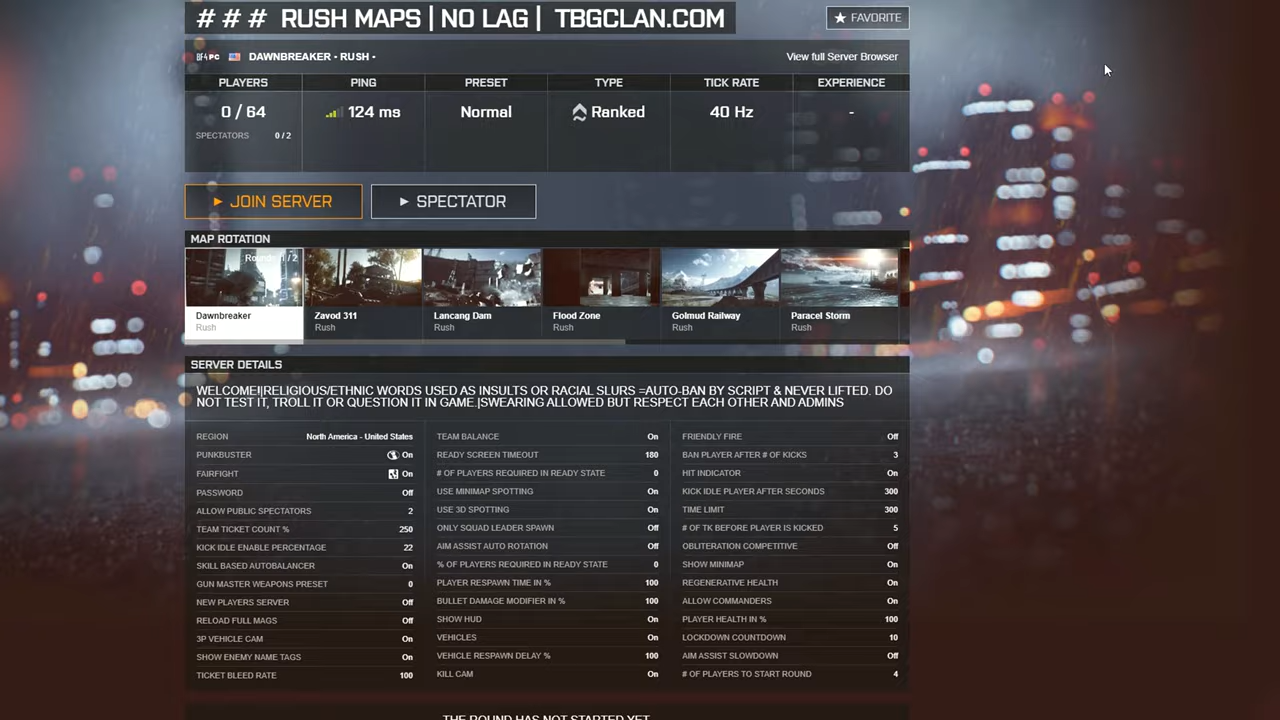 # # # RUSH MAPS | NO LAG | TBGCLAN.COM
★ FAVORITE
BF4 PC DAWNBREAKER • RUSH •
View full Server Browser
PLAYERS PING PRESET TYPE TICK RATE EXPERIENCE
0 / 64 124 ms Normal Ranked 40 Hz -
SPECTATORS 0 / 2
JOIN SERVER
SPECTATOR
MAP ROTATION
Dawnbreaker Zavod 311 Lancang Dam Flood Zone Golmud Railway Paracel Storm
Rush Rush Rush Rush Rush Rush
SERVER DETAILS
WELCOME!|RELIGIOUS/ETHNIC WORDS USED AS INSULTS OR RACIAL SLURS =AUTO-BAN BY SCRIPT & NEVER LIFTED. DO
NOT TEST IT, TROLL IT OR QUESTION IT IN GAME.|SWEARING ALLOWED BUT RESPECT EACH OTHER AND ADMINS
REGION North America - United States
PUNKBUSTER On
FAIRFIGHT On
PASSWORD Off
ALLOW PUBLIC SPECTATORS 2
TEAM TICKET COUNT % 250
KICK IDLE ENABLE PERCENTAGE 22
SKILL BASED AUTOBALANCER On
GUN MASTER WEAPONS PRESET 0
NEW PLAYERS SERVER Off
RELOAD FULL MAGS Off
3P VEHICLE CAM On
SHOW ENEMY NAME TAGS On
TICKET BLEED RATE 100
TEAM BALANCE On
READY SCREEN TIMEOUT 180
# OF PLAYERS REQUIRED IN READY STATE 0
USE MINIMAP SPOTTING On
USE 3D SPOTTING On
ONLY SQUAD LEADER SPAWN Off
AIM ASSIST AUTO ROTATION Off
% OF PLAYERS REQUIRED IN READY STATE 0
PLAYER RESPAWN TIME IN % 100
BULLET DAMAGE MODIFIER IN % 100
SHOW HUD On
VEHICLES On
VEHICLE RESPAWN DELAY % 100
KILL CAM On
FRIENDLY FIRE Off
BAN PLAYER AFTER # OF KICKS 3
HIT INDICATOR On
KICK IDLE PLAYER AFTER SECONDS 300
TIME LIMIT 300
# OF TK BEFORE PLAYER IS KICKED 5
OBLITERATION COMPETITIVE Off
SHOW MINIMAP On
REGENERATIVE HEALTH On
ALLOW COMMANDERS On
PLAYER HEALTH IN % 100
LOCKDOWN COUNTDOWN 10
AIM ASSIST SLOWDOWN Off
# OF PLAYERS TO START ROUND 4
THE ROUND HAS NOT STARTED YET